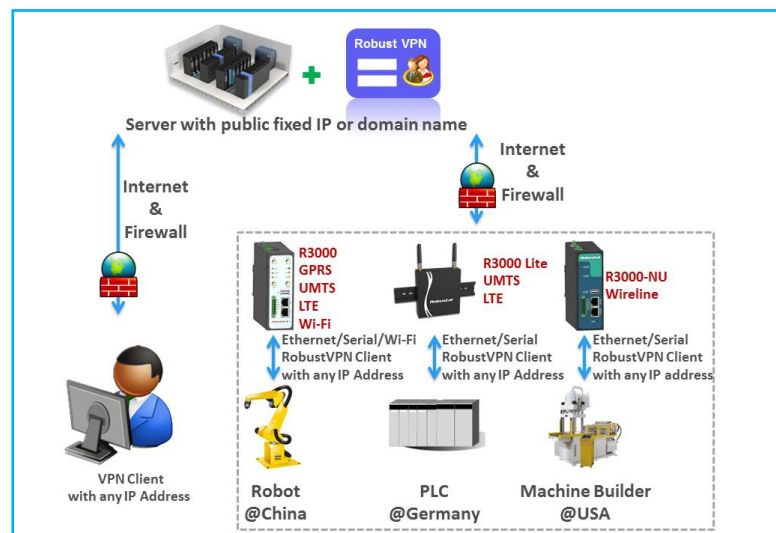 Robust VPN
Server with public fixed IP or domain name
Internet
&
Firewall
Internet
&
Firewall
R3000
GPRS
UMTS
LTE
Wi-Fi
R3000 Lite
UMTS
LTE
Robustel
R3000-NU
Wireline
Robustel
Ethernet/Serial/Wi-Fi
RobustVPN Client
with any IP Address
Ethernet/Serial
RobustVPN Client
with any IP Address
Ethernet/Serial
RobustVPN Client
with any IP address
VPN Client
with any IP Address
Robot
@China
PLC
@Germany
Machine Builder
@USA